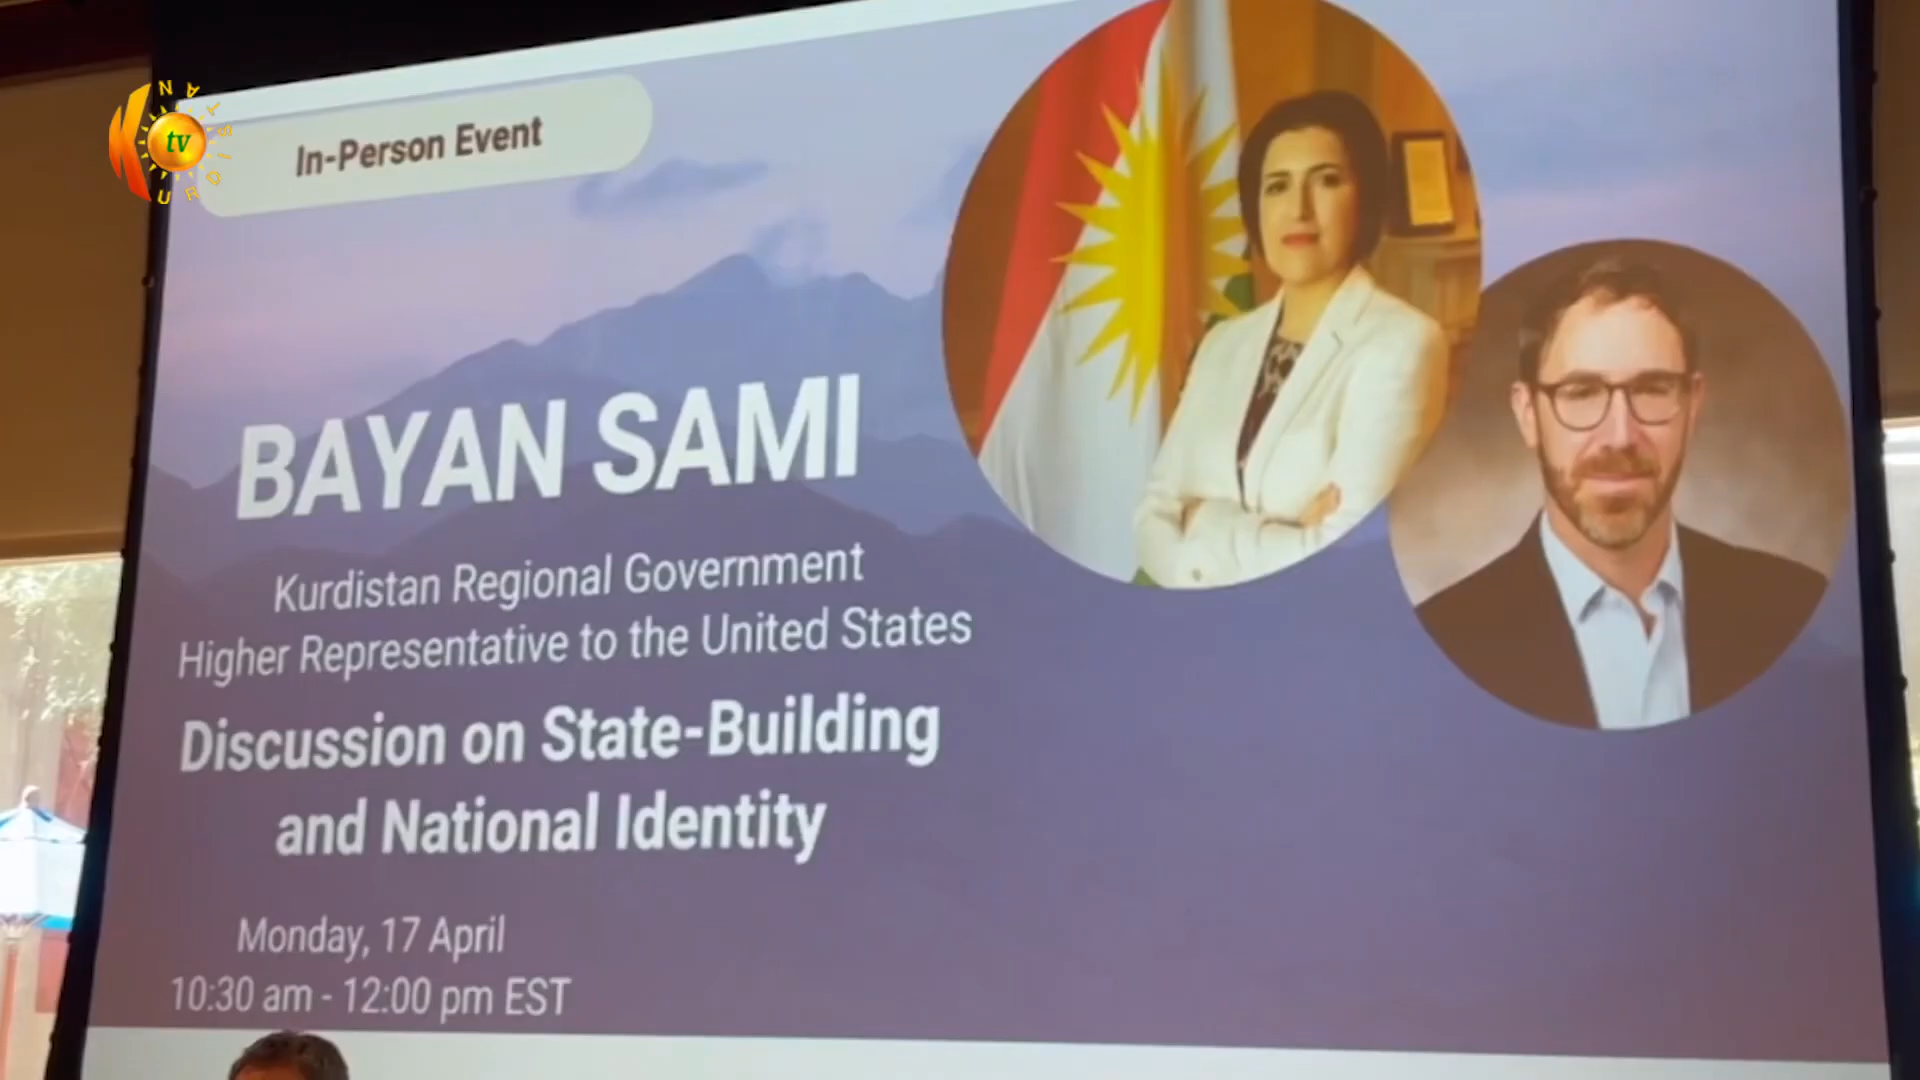 KURDISTAN
tv
In-Person Event
BAYAN SAMI
Kurdistan Regional Government
Higher Representative to the United States
Discussion on State-Building
and National Identity
Monday, 17 April
10:30 am - 12:00 pm EST